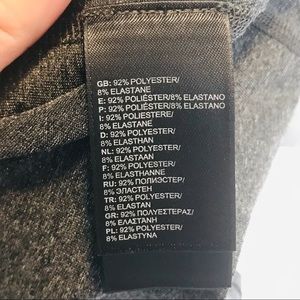 GB: 92% POLYESTER/
8% ELASTANE
E: 92% POLIÉSTER/8% ELASTANO
P: 92% POLIÉSTER/8% ELASTANO
I: 92% POLIESTERE/
8% ELASTANE
D: 92% POLYESTER/
8% ELASTHAN
NL: 92% POLYESTER/
8% ELASTAAN
F: 92% POLYESTER/
8% ELASTHANNE
RU: 92% ПОЛИЭСТЕР/
8% ЭЛАСТЕН
TR: 92% POLYESTER/
8% ELASTAN
GR: 92% ΠΟΛΥΕΣΤΕΡΑΣ/
8% ΕΛΑΣΤΑΝΗ
PL: 92% POLYESTER/
8% ELASTYNA